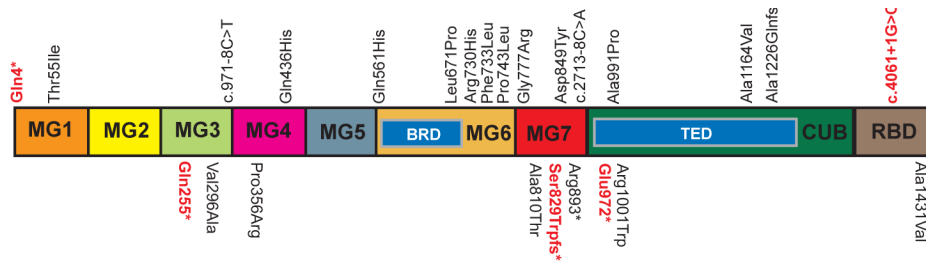 Gln4*
Thr55Ile
c.971-8C>T
Gln436His
Gln561His
Leu671Pro
Arg730His
Phe733Leu
Pro743Leu
Gly777Arg
Asp849Tyr
c.2713-8C>A
Ala991Pro
Ala1164Val
Ala1226Glnfs
c.4061+1G>C
MG1
MG2
MG3
MG4
MG5
BRD
MG6
MG7
TED
CUB
RBD
Gln255*
Val296Ala
Pro356Arg
Ala810Thr
Ser829Trpfs*
Arg893*
Glu972*
Arg1001Trp
Ala1431Val